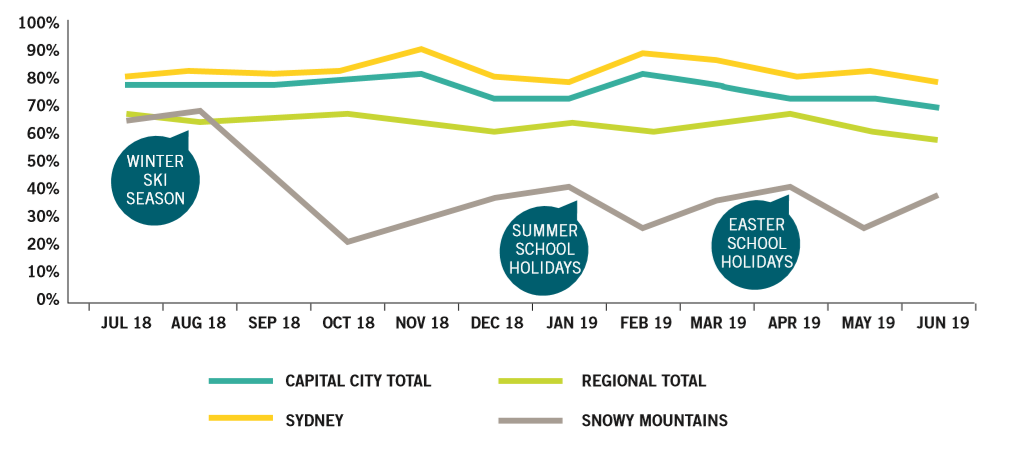 100%
90%
80%
70%
60%
50%
40%
30%
20%
10%
0%
WINTER
SKI
SEASON
SUMMER
SCHOOL
HOLIDAYS
EASTER
SCHOOL
HOLIDAYS
JUL 18 AUG 18 SEP 18 OCT 18 NOV 18 DEC 18 JAN 19 FEB 19 MAR 19 APR 19 MAY 19 JUN 19
CAPITAL CITY TOTAL REGIONAL TOTAL
SYDNEY SNOWY MOUNTAINS